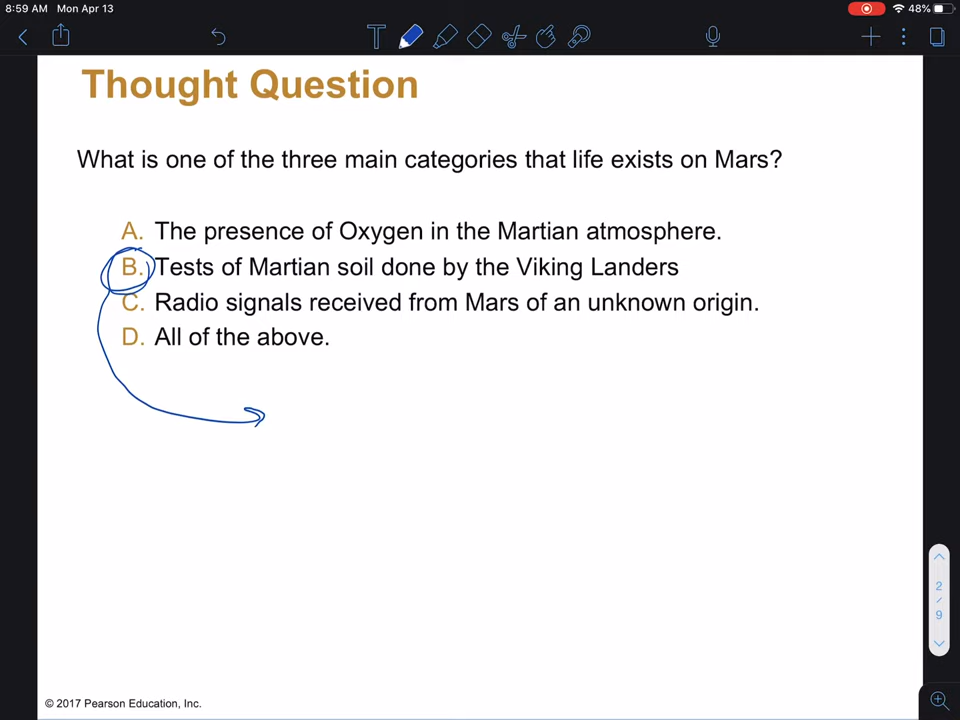 8:59 AM Mon Apr 13
48%
Thought Question
What is one of the three main categories that life exists on Mars?
A. The presence of Oxygen in the Martian atmosphere.
B. Tests of Martian soil done by the Viking Landers
C. Radio signals received from Mars of an unknown origin.
D. All of the above.
2
/
9
© 2017 Pearson Education, Inc.